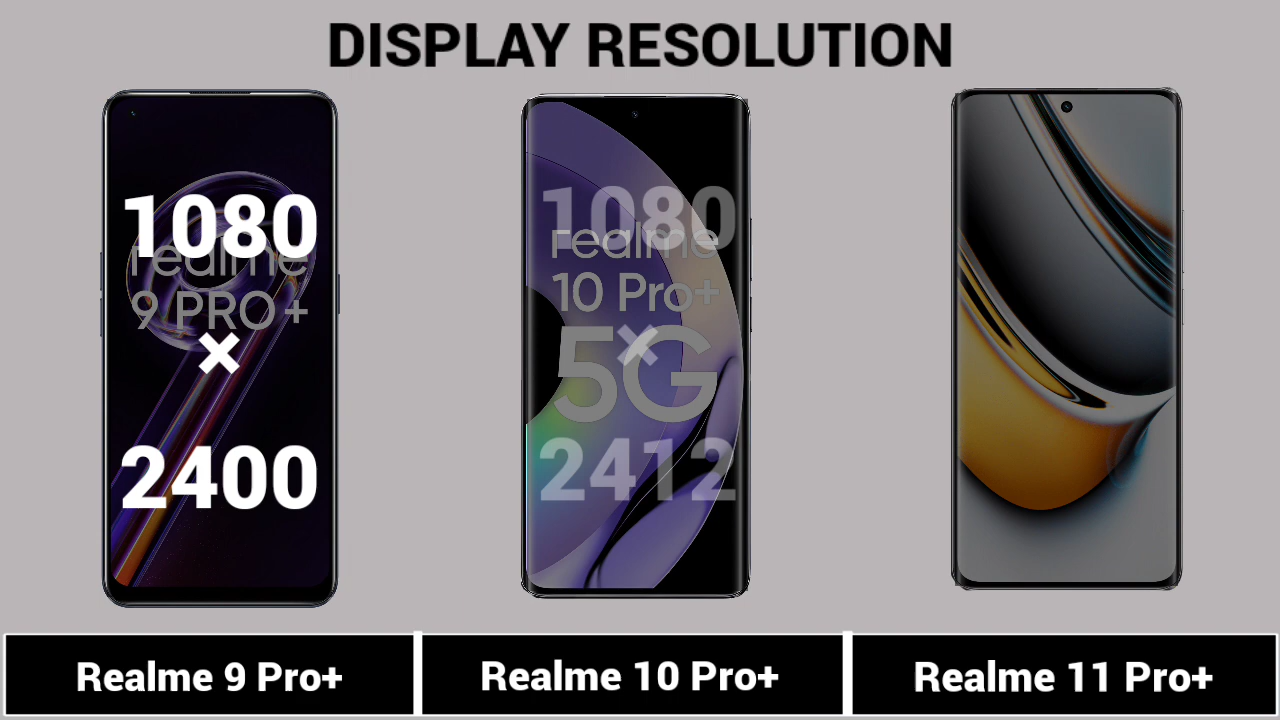 DISPLAY RESOLUTION
1080
realme
9 PRO+
×
2400
1080
realme
10 Pro+
5G
×
2412
Realme 9 Pro+
Realme 10 Pro+
Realme 11 Pro+